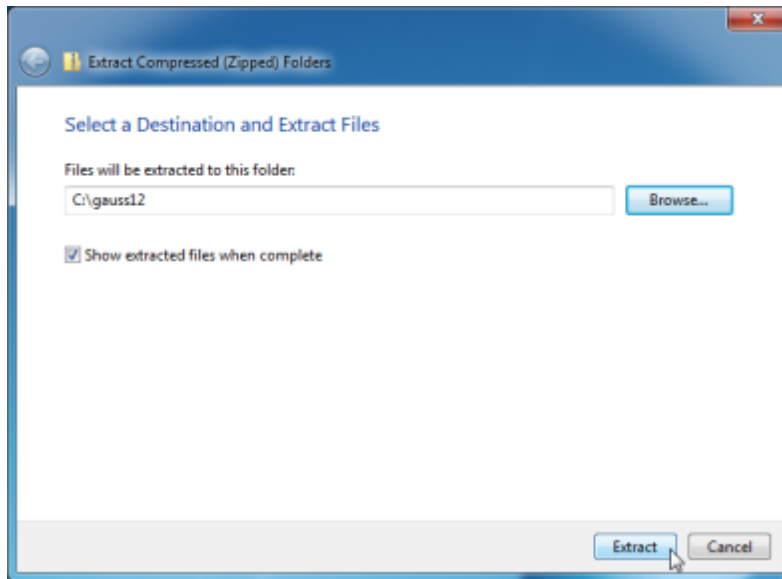 Extract Compressed (Zipped) Folders
Select a Destination and Extract Files
Files will be extracted to this folder:
C:\gauss12
Browse...
Show extracted files when complete
Extract
Cancel